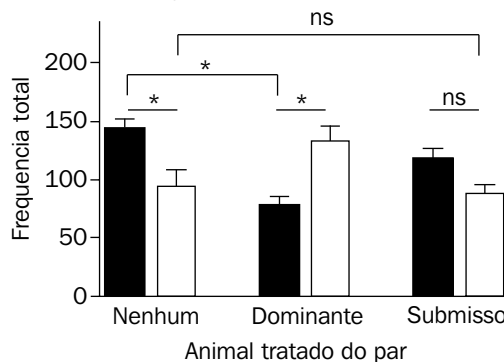 ns
*
* * ns
Frequencia total
200
150
100
50
0
Nenhum Dominante Submisso
Animal tratado do par